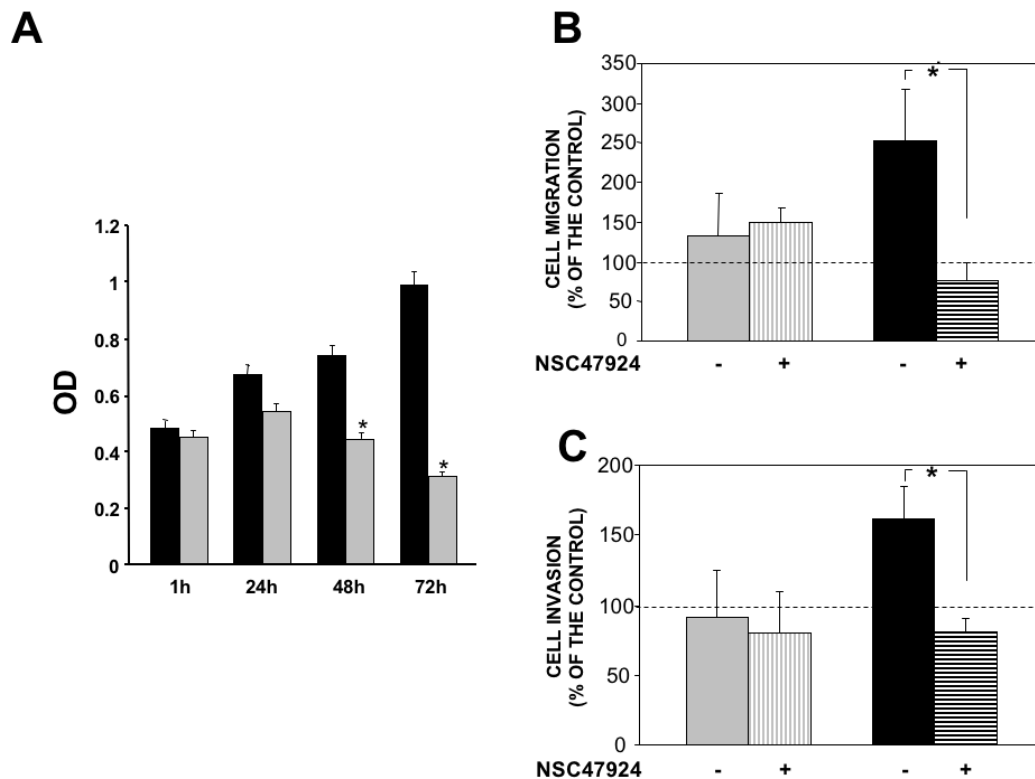 A
OD
1.2
1
0.8
0.6
0.4
0.2
0
*
*
1h 24h 48h 72h
B
CELL MIGRATION
(% OF THE CONTROL)
350
300
250
200
150
100
50
0
*
NSC47924 - + - +
C
CELL INVASION
(% OF THE CONTROL)
200
150
100
50
0
*
NSC47924 - + - +